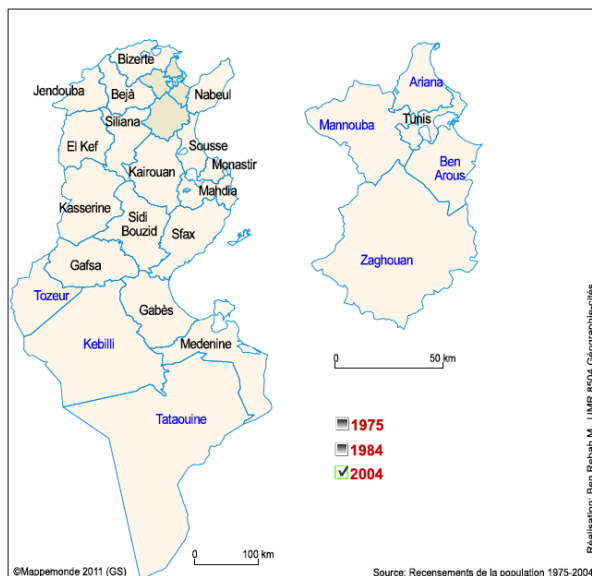 Bizerte
Jendouba
Bejà
Nabeul
Siliana
El Kef
Sousse
Kairouan
Monastir
Mahdia
Kasserine
Sidi
Bouzid
Sfax
Gafsa
Tozeur
Gabès
Kebilli
Medenine
Tataouine
Ariana
Mannouba
Tunis
Ben
Arous
Zaghouan
0 50 km
1975
1984
2004
0 100 km
©Mappemonde 2011 (GS)
Source: Recensements de la population 1975-2004
Réalisation: Ben Rebah M., UMR 8504 Géographie-cités